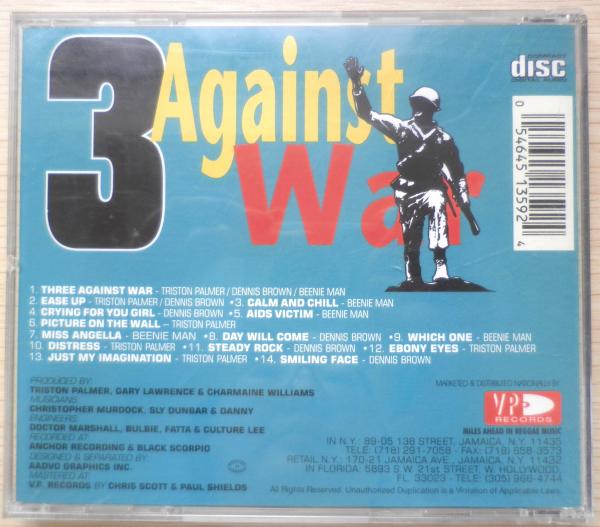 3 Against
War
COMPACT
disc
DIGITAL AUDIO
0 54645 13592 4
1. THREE AGAINST WAR - TRISTON PALMER / DENNIS BROWN / BEENIE MAN
2. EASE UP - TRISTON PALMER / DENNIS BROWN •3. CALM AND CHILL - BEENIE MAN
4. CRYING FOR YOU GIRL - DENNIS BROWN •5. AIDS VICTIM - BEENIE MAN
6. PICTURE ON THE WALL – TRISTON PALMER
7. MISS ANGELLA - BEENIE MAN •8. DAY WILL COME - DENNIS BROWN •9. WHICH ONE - BEENIE MAN
10. DISTRESS - TRISTON PALMER •11. STEADY ROCK - DENNIS BROWN •12. EBONY EYES - TRISTON PALMER
13. JUST MY IMAGINATION - TRISTON PALMER •14. SMILING FACE - DENNIS BROWN
PRODUCED BY:
TRISTON PALMER, GARY LAWRENCE & CHARMAINE WILLIAMS
MUSICIANS:
CHRISTOPHER MURDOCK, SLY DUNBAR & DANNY
ENGINEERS:
DOCTOR MARSHALL, BULBIE, FATTA & CULTURE LEE
RECORDED AT:
ANCHOR RECORDING & BLACK SCORPIO
DESIGNED & SEPARATED BY:
AADVO GRAPHICS INC.
MASTERED AT:
V.P. RECORDS BY CHRIS SCOTT & PAUL SHIELDS
MARKETED & DISTRIBUTED NATIONALLY BY
VP
RECORDS
MILES AHEAD IN REGGAE MUSIC
IN N.Y.: 89-05 138 STREET, JAMAICA, N.Y. 11435
TELE: (718) 291-7058 - FAX: (718) 658-3573
RETAIL N.Y.: 170-21 JAMAICA AVE., JAMAICA, N.Y. 11432
IN FLORIDA: 5893 S.W. 21st STREET, W. HOLLYWOOD,
FL. 33023 - TELE: (305) 966-4744
All Rights Reserved. Unauthorized Duplication is a Violation of Applicable Laws.